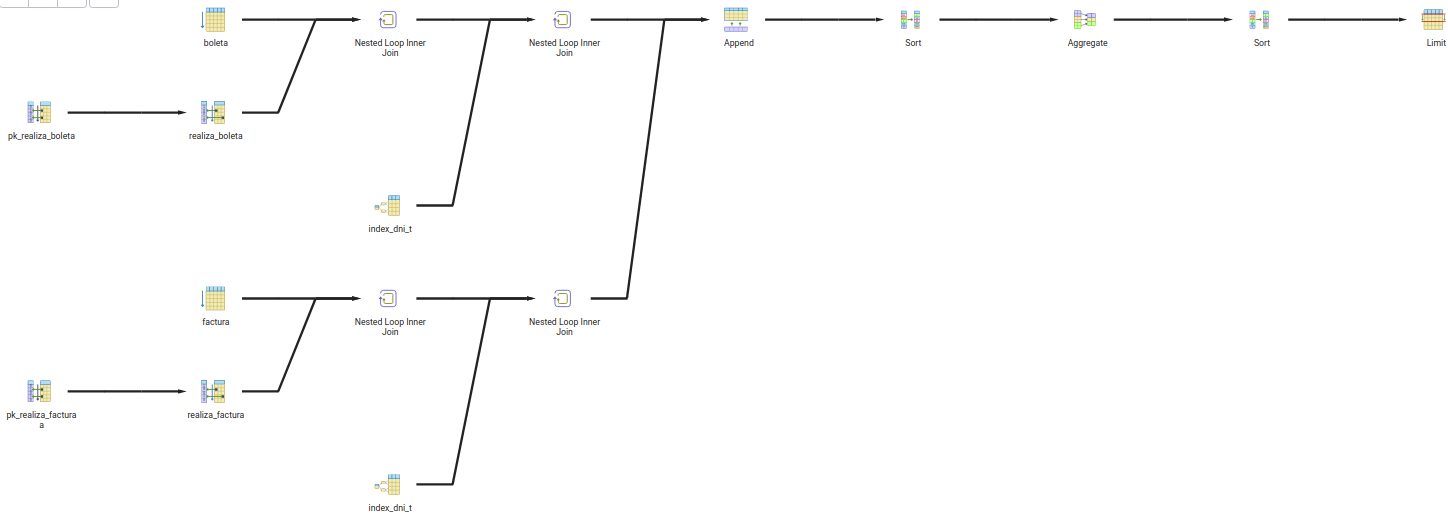 boleta
Nested Loop Inner
Join
Nested Loop Inner
Join
Append
Sort
Aggregate
Sort
Limit
pk_realiza_boleta
realiza_boleta
index_dni_t
factura
Nested Loop Inner
Join
Nested Loop Inner
Join
pk_realiza_factur
a
realiza_factura
index_dni_t